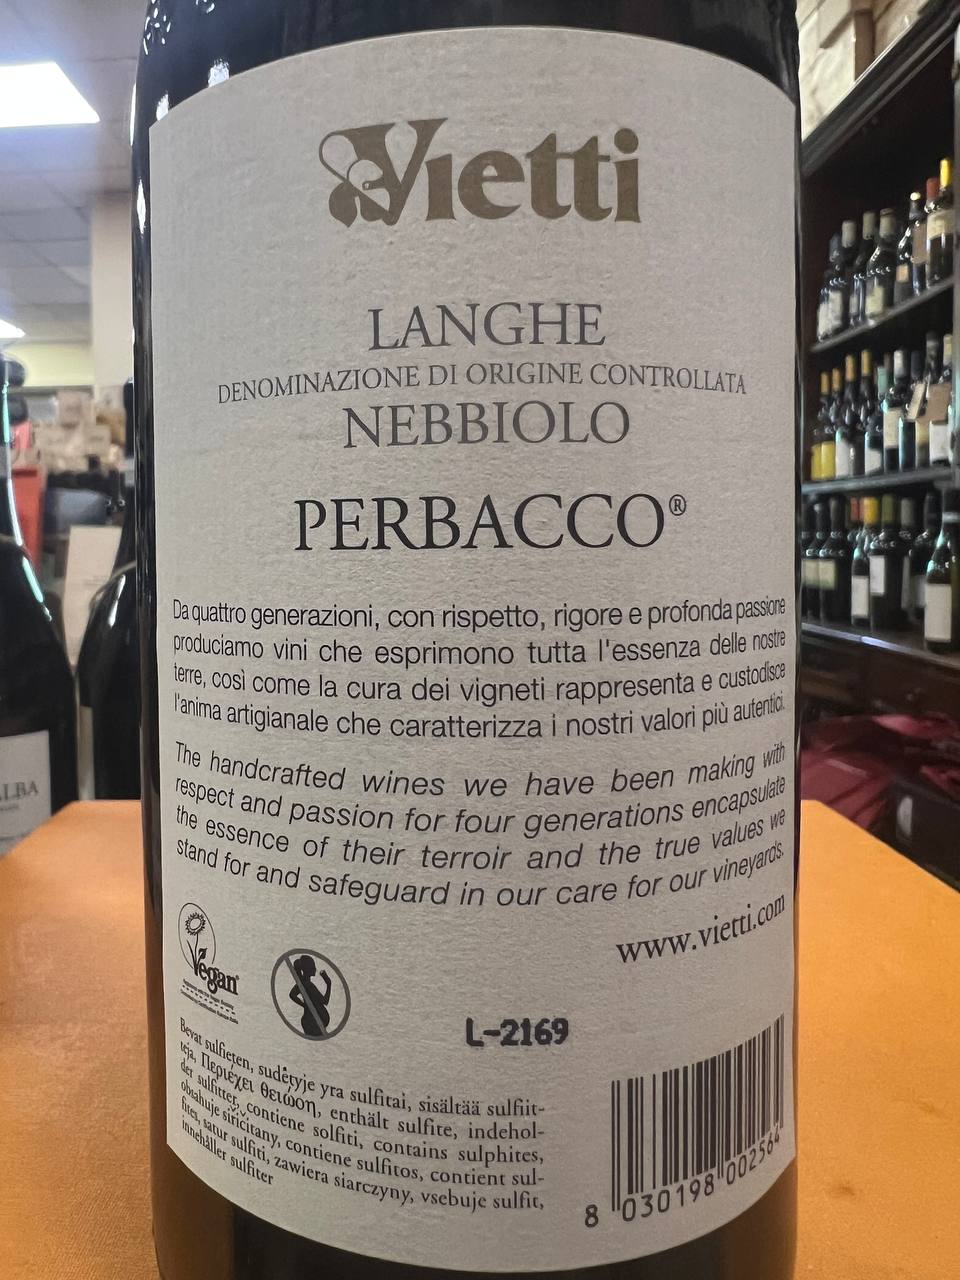 Vietti
LANGHE
DENOMINAZIONE DI ORIGINE CONTROLLATA
NEBBIOLO
PERBACCO®
Da quattro generazioni, con rispetto, rigore e profonda passione
produciamo vini che esprimono tutta l'essenza delle nostre
terre, così come la cura dei vigneti rappresenta e custodisce
l'anima artigianale che caratterizza i nostri valori più autentici.
The handcrafted wines we have been making with
respect and passion for four generations encapsulate
the essence of their terroir and the true values we
stand for and safeguard in our care for our vineyards.
www.vietti.com
Vegan
L-2169
Bevat sulfieten, sudėtyje yra sulfitai, sisältää sulfiit-
teja, Περιέχει θειώδη, enthält sulfite, indehol-
der sulfitter, contiene solfiti, contains sulphites,
obsahuje siřičitany, contiene sulfitos, contient sul-
fites, satur sulfiti, zawiera siarczyny, vsebuje sulfit,
innehåller sulfiter
8 030198 002564
ALBA